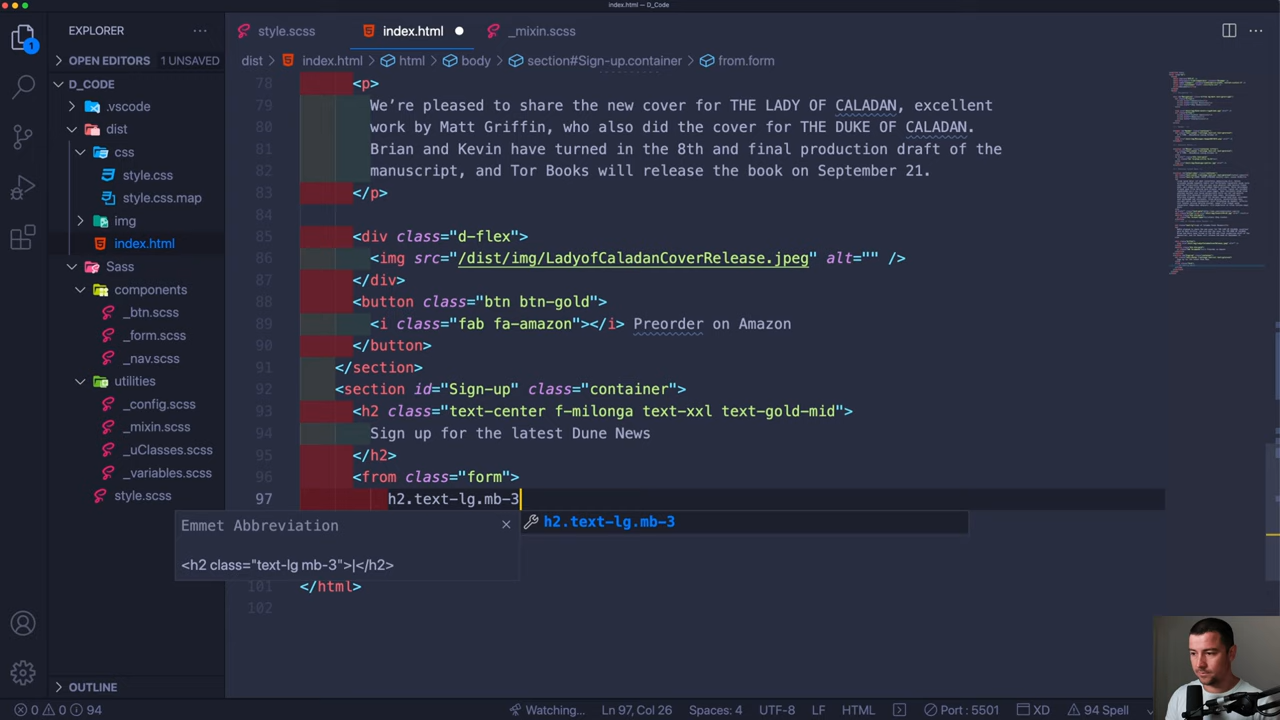 index.html — D_Code
EXPLORER
OPEN EDITORS 1 UNSAVED
D_CODE
.vscode
dist
css
style.css
style.css.map
img
index.html
Sass
components
_btn.scss
_form.scss
_nav.scss
utilities
_config.scss
_mixin.scss
_uClasses.scss
_variables.scss
style.scss
OUTLINE
1
style.scss index.html _mixin.scss
dist > index.html > html > body > section#Sign-up.container > from.form
78 <p>
79 We’re pleased to share the new cover for THE LADY OF CALADAN, excellent
80 work by Matt Griffin, who also did the cover for THE DUKE OF CALADAN.
81 Brian and Kev have turned in the 8th and final production draft of the
82 manuscript, and Tor Books will release the book on September 21.
83 </p>
84
85 <div class="d-flex">
86 <img src="/dist/img/LadyofCaladanCoverRelease.jpeg" alt="" />
87 </div>
88 <button class="btn btn-gold">
89 <i class="fab fa-amazon"></i> Preorder on Amazon
90 </button>
91 </section>
92 <section id="Sign-up" class="container">
93 <h2 class="text-center f-milonga text-xxl text-gold-mid">
94 Sign up for the latest Dune News
95 </h2>
96 <from class="form">
97 h2.text-lg.mb-3
h2.text-lg.mb-3
Emmet Abbreviation
<h2 class="text-lg mb-3">|</h2>
101 </html>
102
0 0 94 Watching... Ln 97, Col 26 Spaces: 4 UTF-8 LF HTML Port : 5501 XD 94 Spell